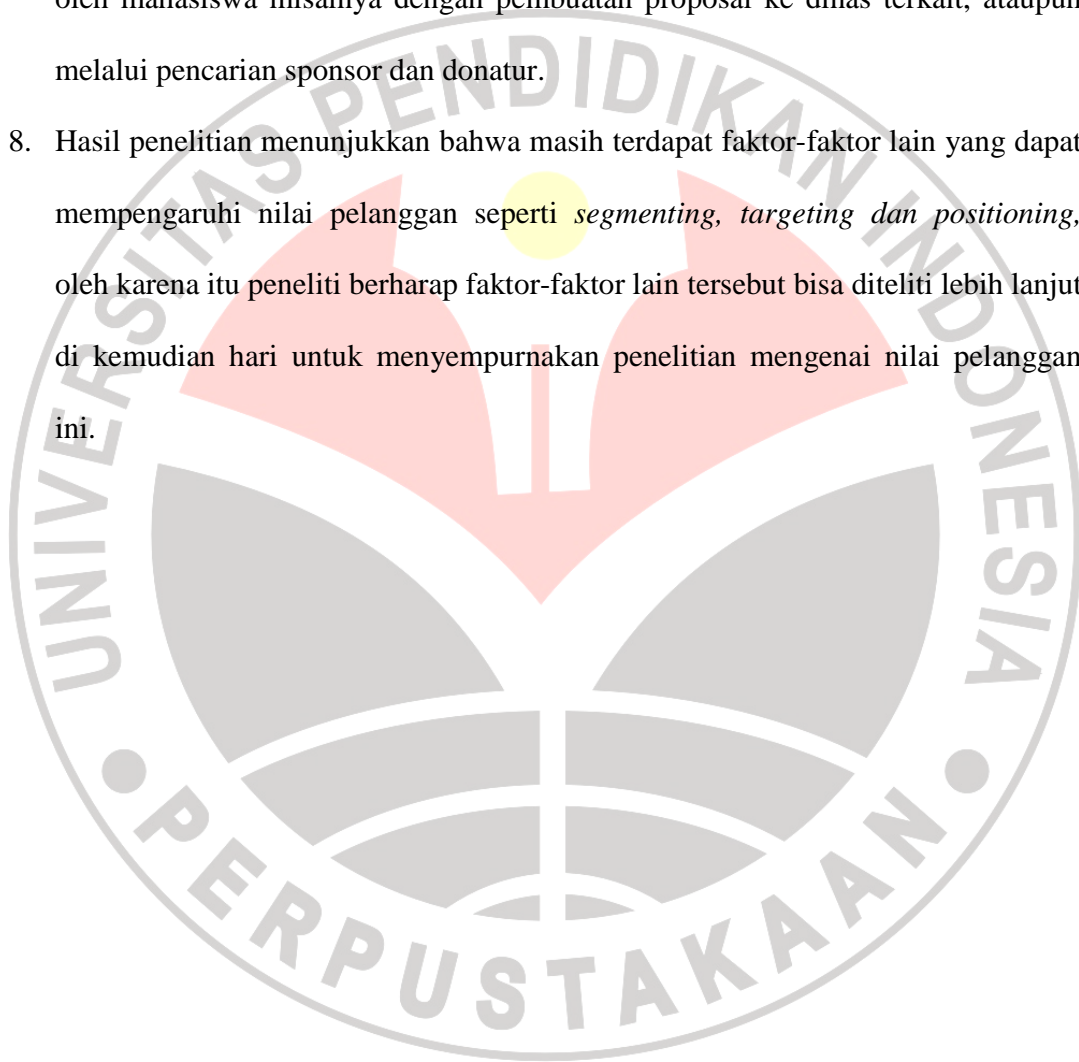 oleh mahasiswa misalnya dengan pembuatan proposal ke dinas terkait, ataupun
melalui pencarian sponsor dan donatur.
8. Hasil penelitian menunjukkan bahwa masih terdapat faktor-faktor lain yang dapat
mempengaruhi nilai pelanggan seperti segmenting, targeting dan positioning,
oleh karena itu peneliti berharap faktor-faktor lain tersebut bisa diteliti lebih lanjut
di kemudian hari untuk menyempurnakan penelitian mengenai nilai pelanggan
ini.
UNIVERSITAS PENDIDIKAN INDONESIA
PERPUSTAKAAN